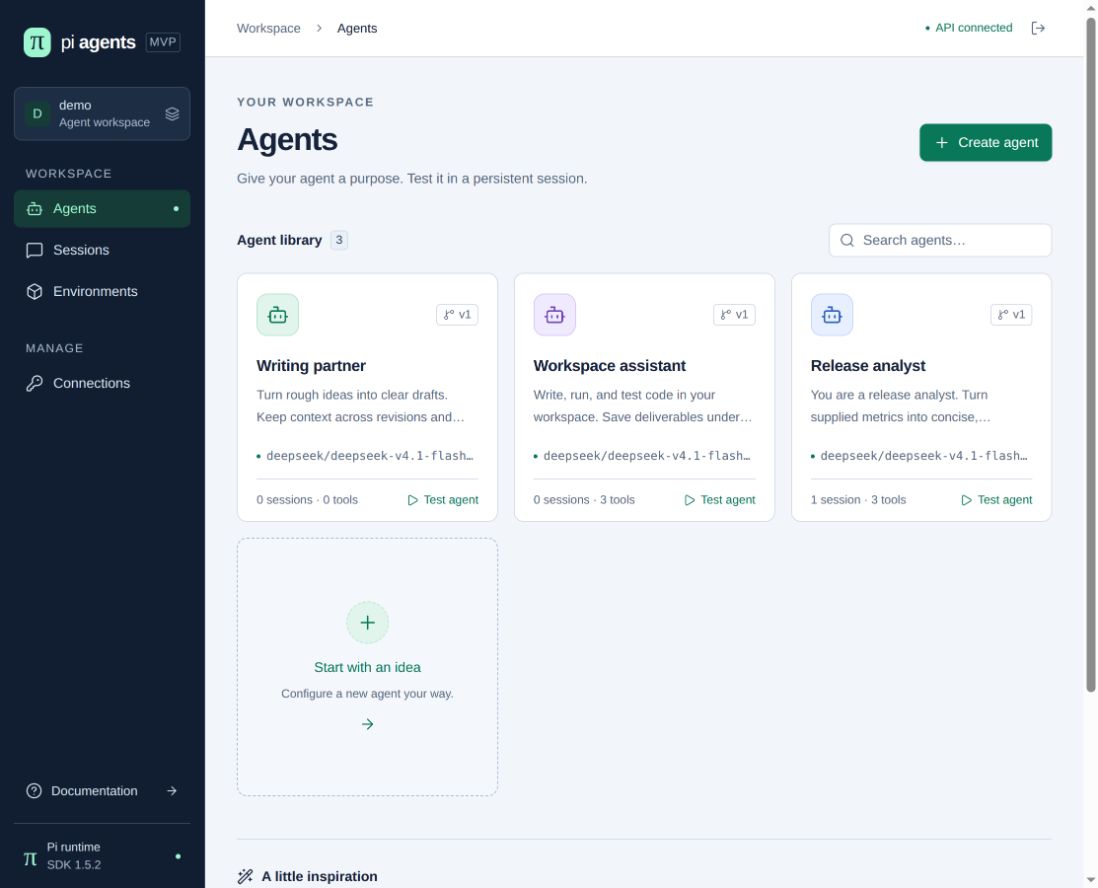 π pi agents MVP
D demo
Agent workspace
WORKSPACE
Agents
Sessions
Environments
MANAGE
Connections
Documentation
π Pi runtime
SDK 1.5.2
Workspace > Agents
API connected
YOUR WORKSPACE
Agents
Create agent
Give your agent a purpose. Test it in a persistent session.
Agent library 3
Search agents…
v1
Writing partner
Turn rough ideas into clear drafts.
Keep context across revisions and…
deepseek/deepseek-v4.1-flash…
0 sessions · 0 tools
Test agent
v1
Workspace assistant
Write, run, and test code in your
workspace. Save deliverables under…
deepseek/deepseek-v4.1-flash…
0 sessions · 3 tools
Test agent
v1
Release analyst
You are a release analyst. Turn
supplied metrics into concise,…
deepseek/deepseek-v4.1-flash…
1 session · 3 tools
Test agent
Start with an idea
Configure a new agent your way.
A little inspiration